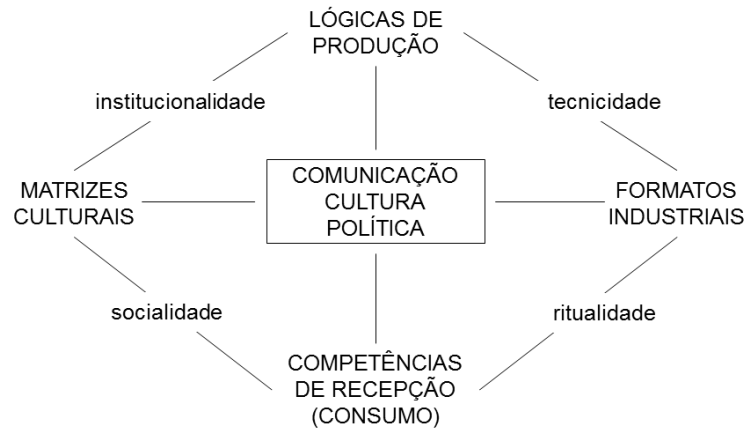 LÓGICAS DE
PRODUÇÃO
institucionalidade
tecnicidade
MATRIZES
CULTURAIS
COMUNICAÇÃO
CULTURA
POLÍTICA
FORMATOS
INDUSTRIAIS
socialidade
ritualidade
COMPETÊNCIAS
DE RECEPÇÃO
(CONSUMO)